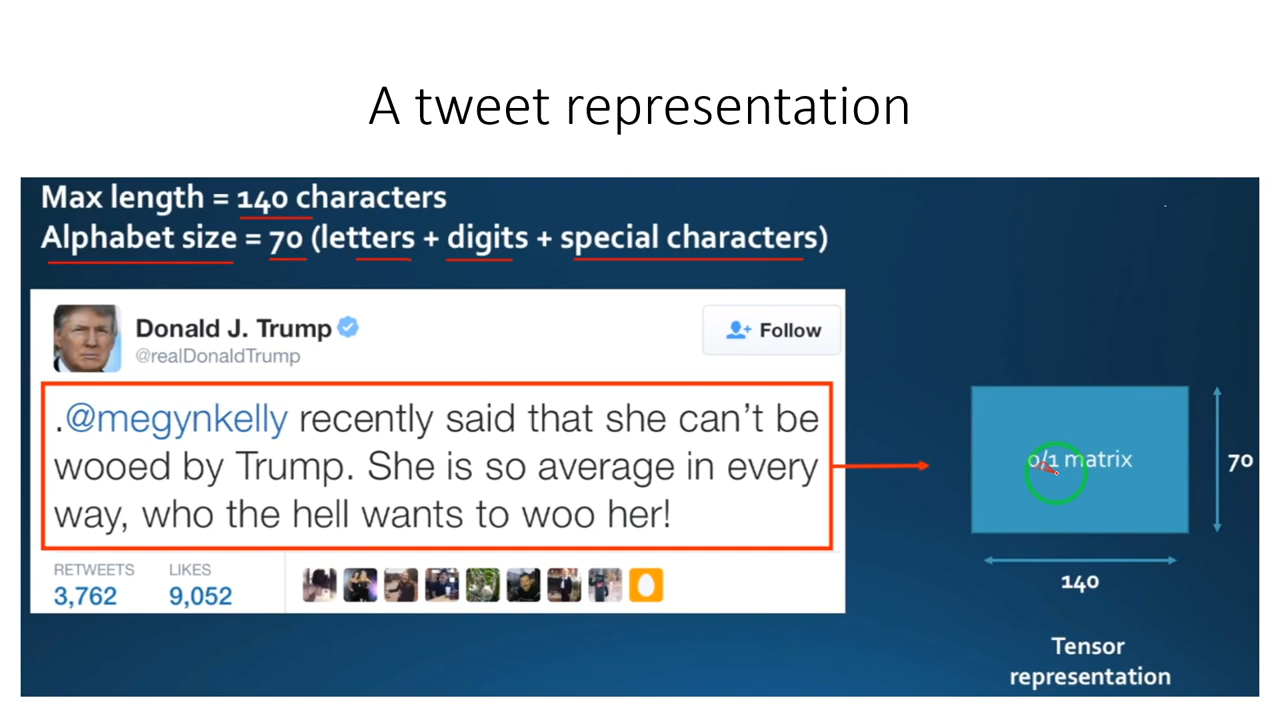 A tweet representation
Max length = 140 characters
Alphabet size = 70 (letters + digits + special characters)
Donald J. Trump
@realDonaldTrump
Follow
.@megynkelly recently said that she can't be
wooed by Trump. She is so average in every
way, who the hell wants to woo her!
RETWEETS
3,762
LIKES
9,052
0/1 matrix
70
140
Tensor
representation